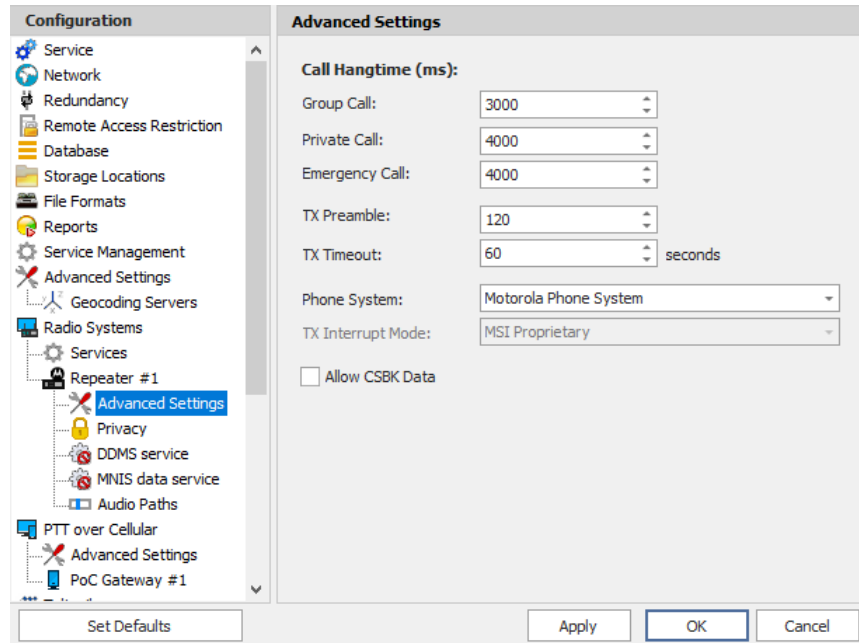 Configuration
Service
Network
Redundancy
Remote Access Restriction
Database
Storage Locations
File Formats
Reports
Service Management
Advanced Settings
Geocoding Servers
Radio Systems
Services
Repeater #1
Advanced Settings
Privacy
DDMS service
MNIS data service
Audio Paths
PTT over Cellular
Advanced Settings
PoC Gateway #1
Advanced Settings
Call Hangtime (ms):
Group Call: 3000
Private Call: 4000
Emergency Call: 4000
TX Preamble: 120
TX Timeout: 60 seconds
Phone System: Motorola Phone System
TX Interrupt Mode: MSI Proprietary
Allow CSBK Data
Set Defaults
Apply
OK
Cancel